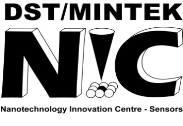 DST/MINTEK
NIC
Nanotechnology Innovation Centre - Sensors